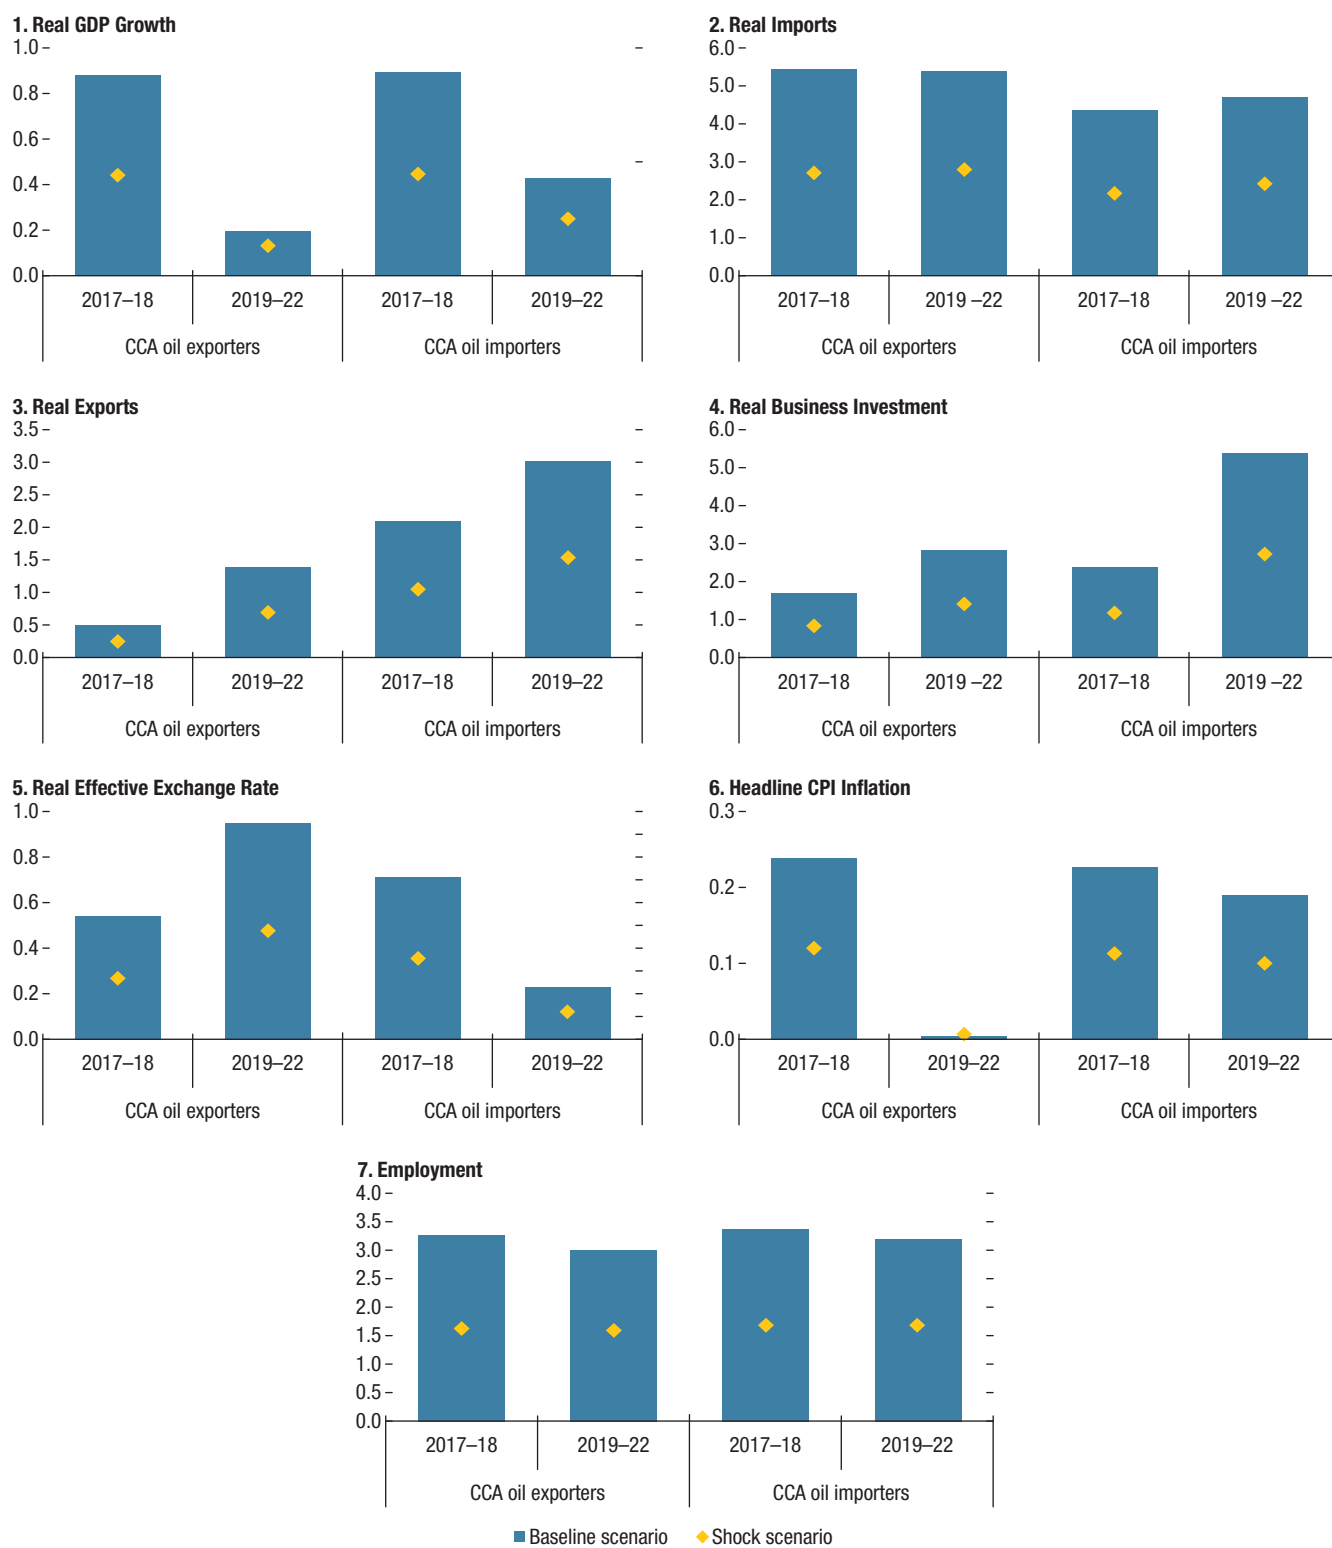 1. Real GDP Growth
1.0
0.8
0.6
0.4
0.2
0.0
2017–18 2019–22 2017–18 2019–22
CCA oil exporters CCA oil importers
2. Real Imports
6.0
5.0
4.0
3.0
2.0
1.0
0.0
2017–18 2019 –22 2017–18 2019 –22
CCA oil exporters CCA oil importers
3. Real Exports
3.5
3.0
2.5
2.0
1.5
1.0
0.5
0.0
2017–18 2019–22 2017–18 2019–22
CCA oil exporters CCA oil importers
4. Real Business Investment
6.0
5.0
4.0
3.0
2.0
1.0
0.0
2017–18 2019 –22 2017–18 2019 –22
CCA oil exporters CCA oil importers
5. Real Effective Exchange Rate
1.0
0.8
0.6
0.4
0.2
0.0
2017–18 2019–22 2017–18 2019–22
CCA oil exporters CCA oil importers
6. Headline CPI Inflation
0.3
0.2
0.1
0.0
2017–18 2019–22 2017–18 2019–22
CCA oil exporters CCA oil importers
7. Employment
4.0
3.5
3.0
2.5
2.0
1.5
1.0
0.5
0.0
2017–18 2019–22 2017–18 2019–22
CCA oil exporters CCA oil importers
Baseline scenario Shock scenario